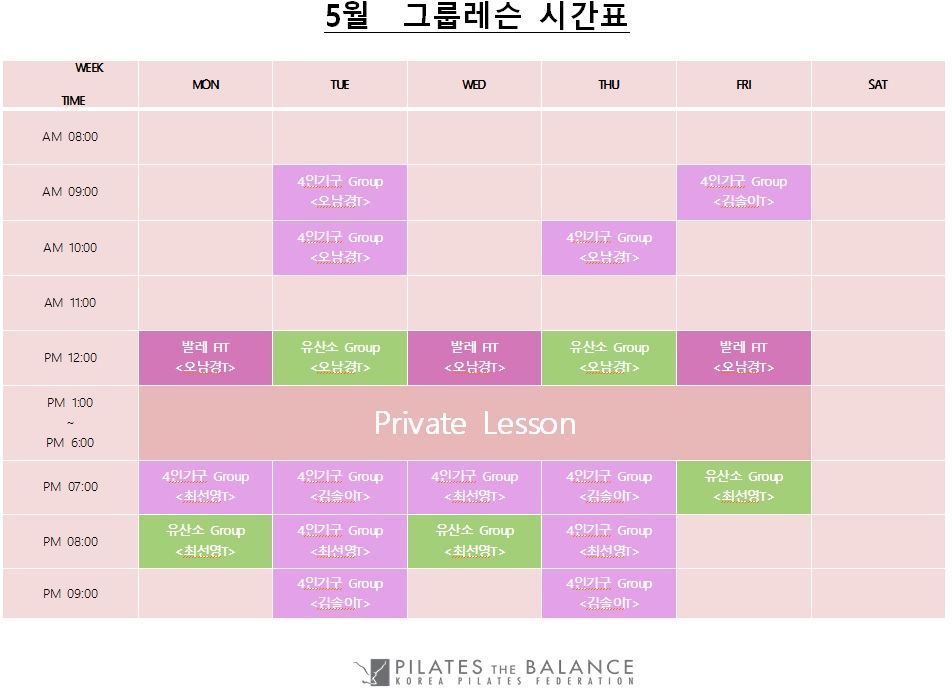 5월 그룹레슨 시간표
WEEK
TIME
MON TUE WED THU FRI SAT
AM 08:00
AM 09:00
4인기구 Group
<오남경T>
4인기구 Group
<김솔이T>
AM 10:00
4인기구 Group
<오남경T>
4인기구 Group
<오남경T>
AM 11:00
PM 12:00
발레 FIT
<오남경T>
유산소 Group
<오남경T>
발레 FIT
<오남경T>
유산소 Group
<오남경T>
발레 FIT
<오남경T>
PM 1:00
~
PM 6:00
Private Lesson
PM 07:00
4인기구 Group
<최선영T>
4인기구 Group
<김솔이T>
4인기구 Group
<최선영T>
4인기구 Group
<김솔이T>
유산소 Group
<최선영T>
PM 08:00
유산소 Group
<최선영T>
4인기구 Group
<최선영T>
유산소 Group
<최선영T>
4인기구 Group
<최선영T>
PM 09:00
4인기구 Group
<김솔이T>
4인기구 Group
<김솔이T>
PILATES THE BALANCE
KOREA PILATES FEDERATION